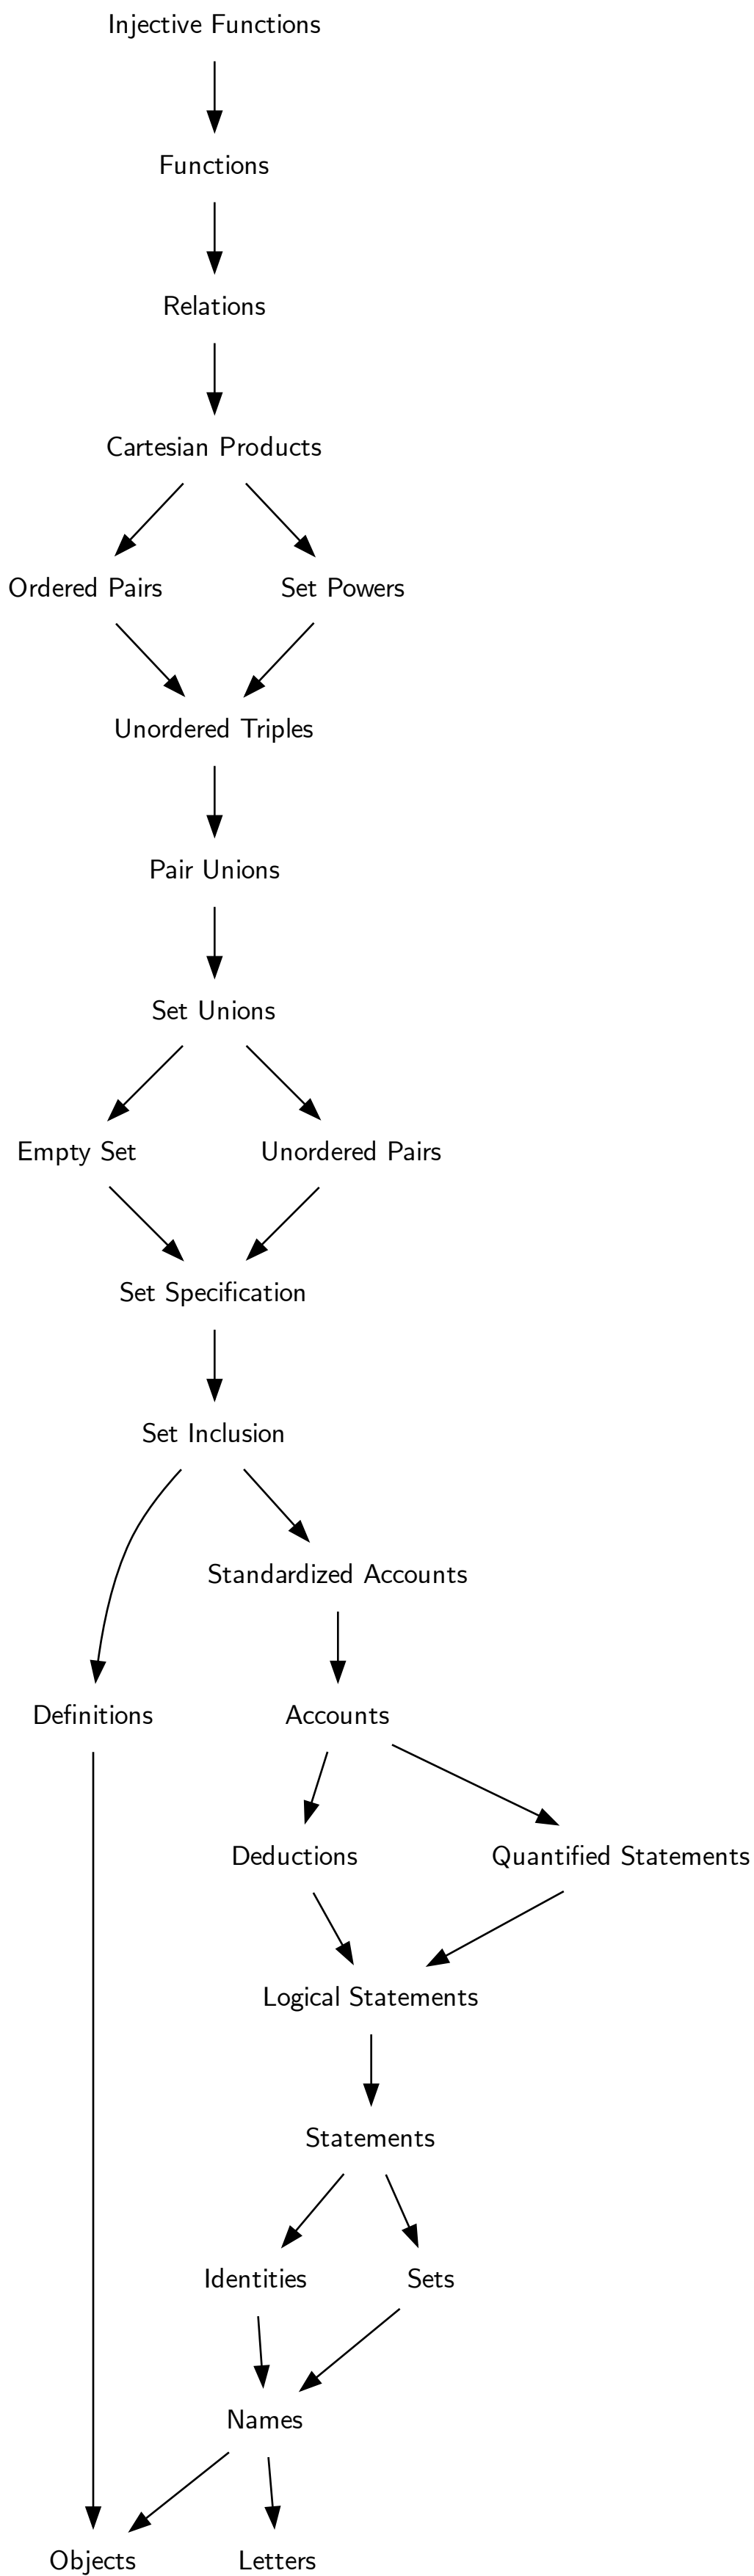 Injective Functions
Functions
Relations
Cartesian Products
Ordered Pairs
Set Powers
Unordered Triples
Pair Unions
Set Unions
Empty Set
Unordered Pairs
Set Specification
Set Inclusion
Standardized Accounts
Definitions
Accounts
Deductions
Quantified Statements
Logical Statements
Statements
Identities
Sets
Names
Objects
Letters